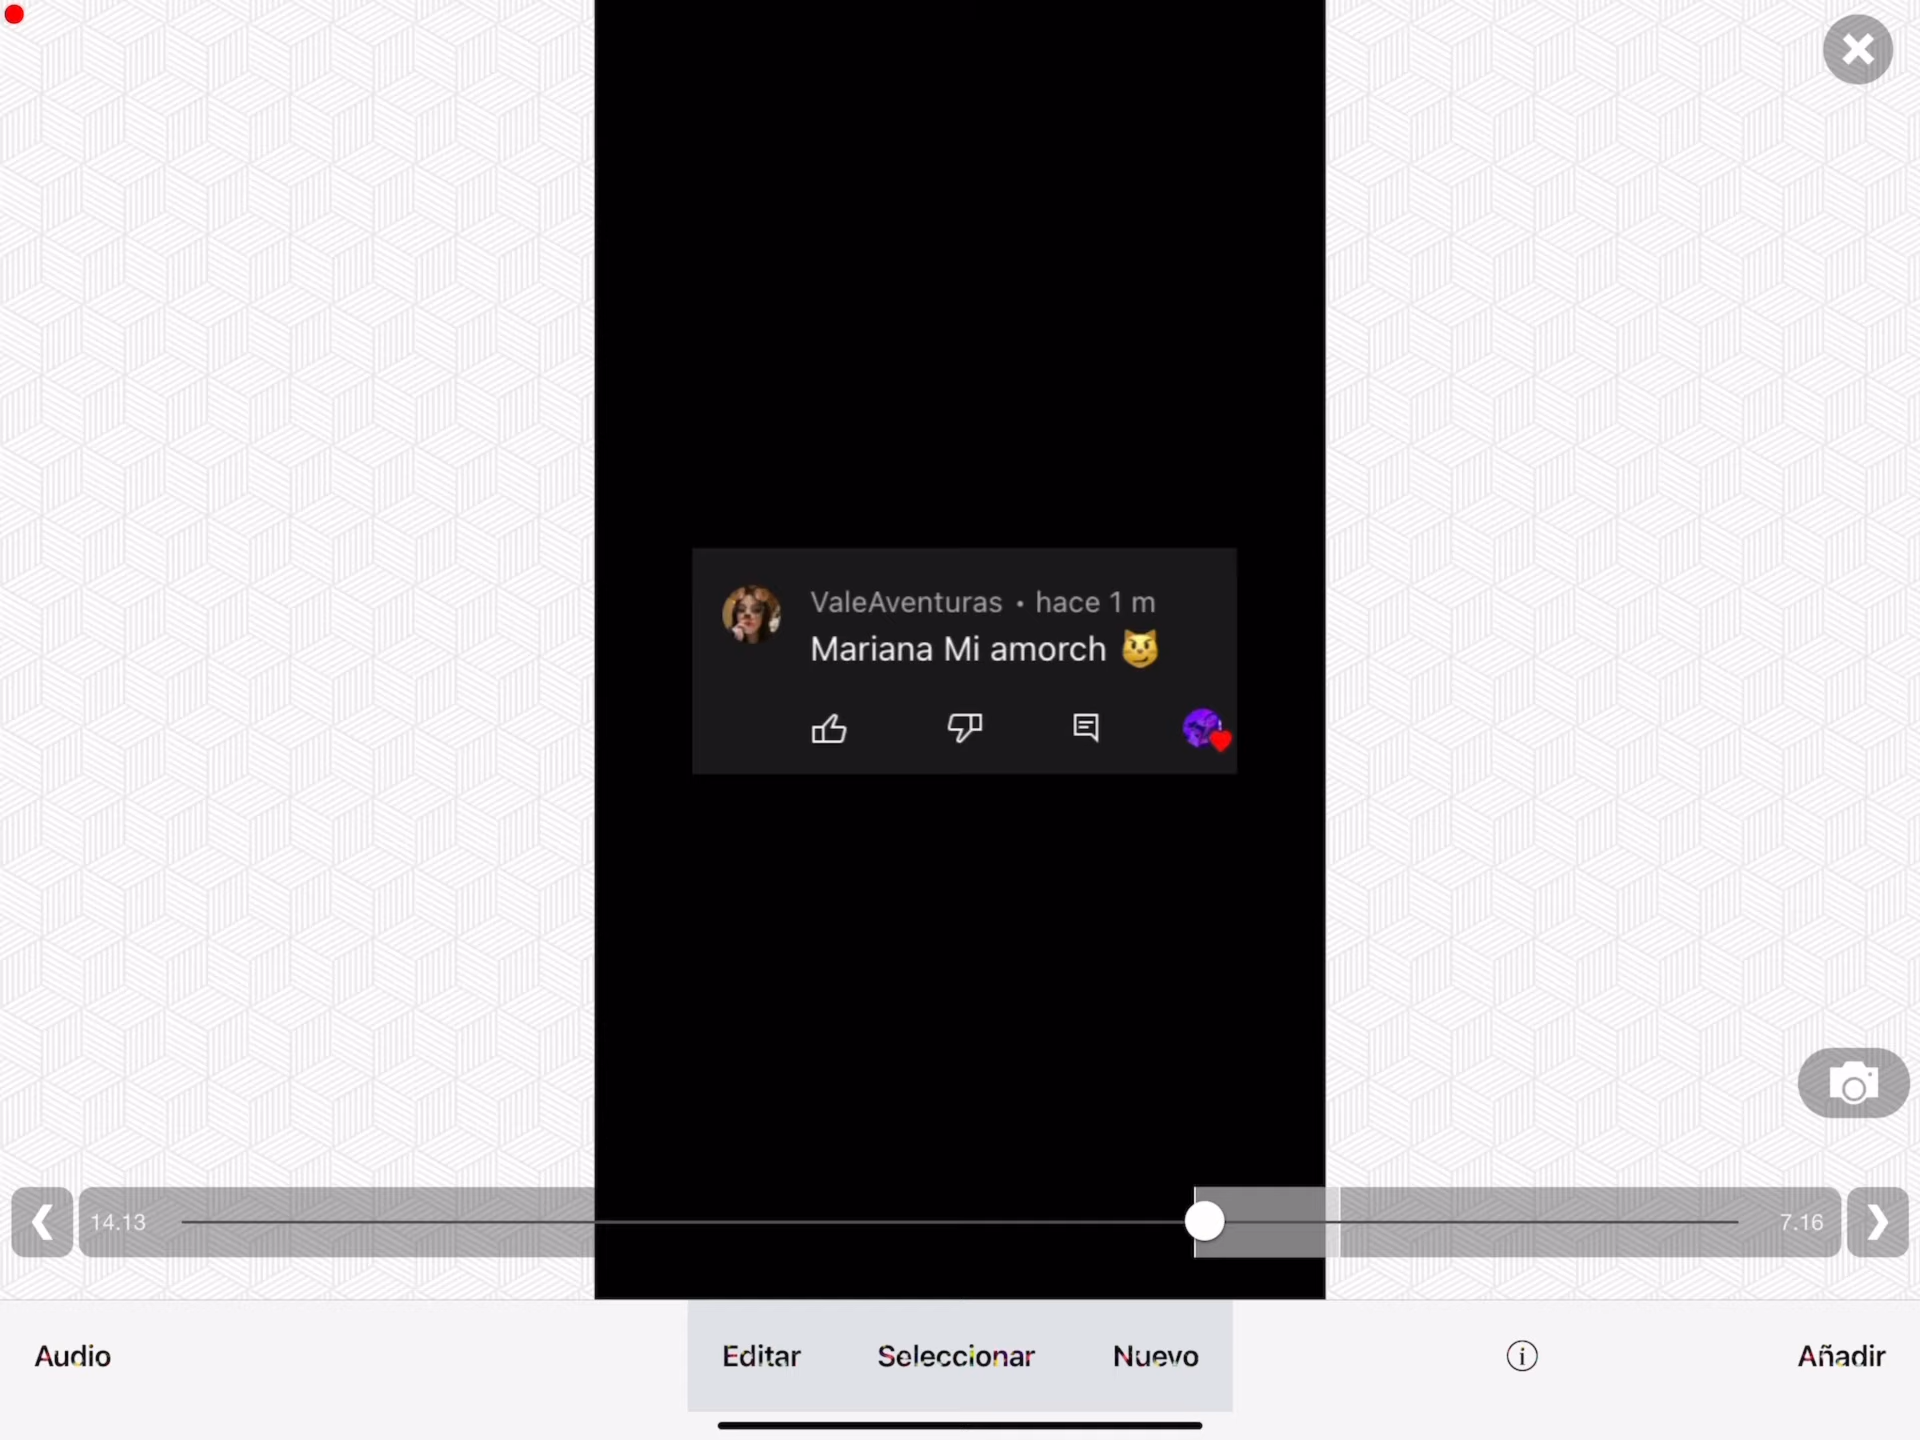 ValeAventuras • hace 1 m
Mariana Mi amorch 😼
14.13
7.16
Audio
Editar
Seleccionar
Nuevo
Añadir